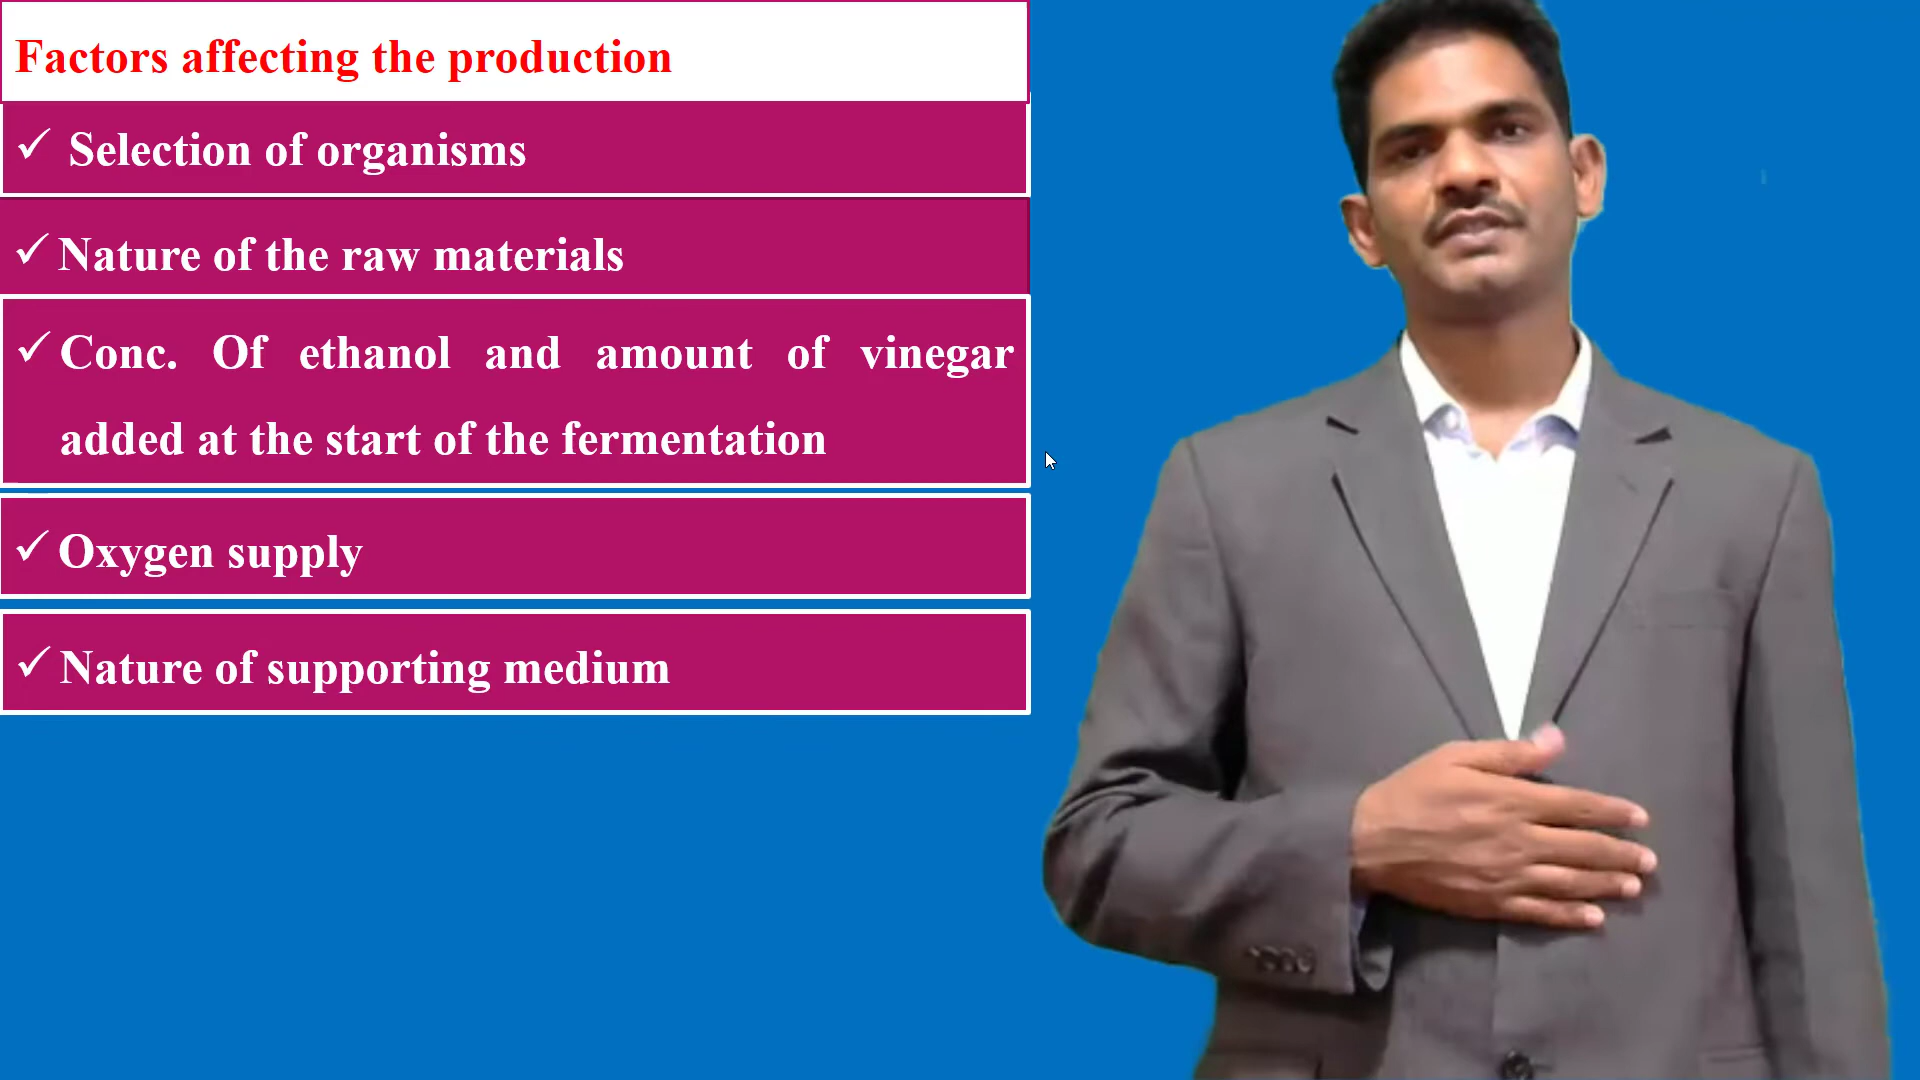 Factors affecting the production
✓ Selection of organisms
✓ Nature of the raw materials
✓ Conc. Of ethanol and amount of vinegar
added at the start of the fermentation
✓ Oxygen supply
✓ Nature of supporting medium